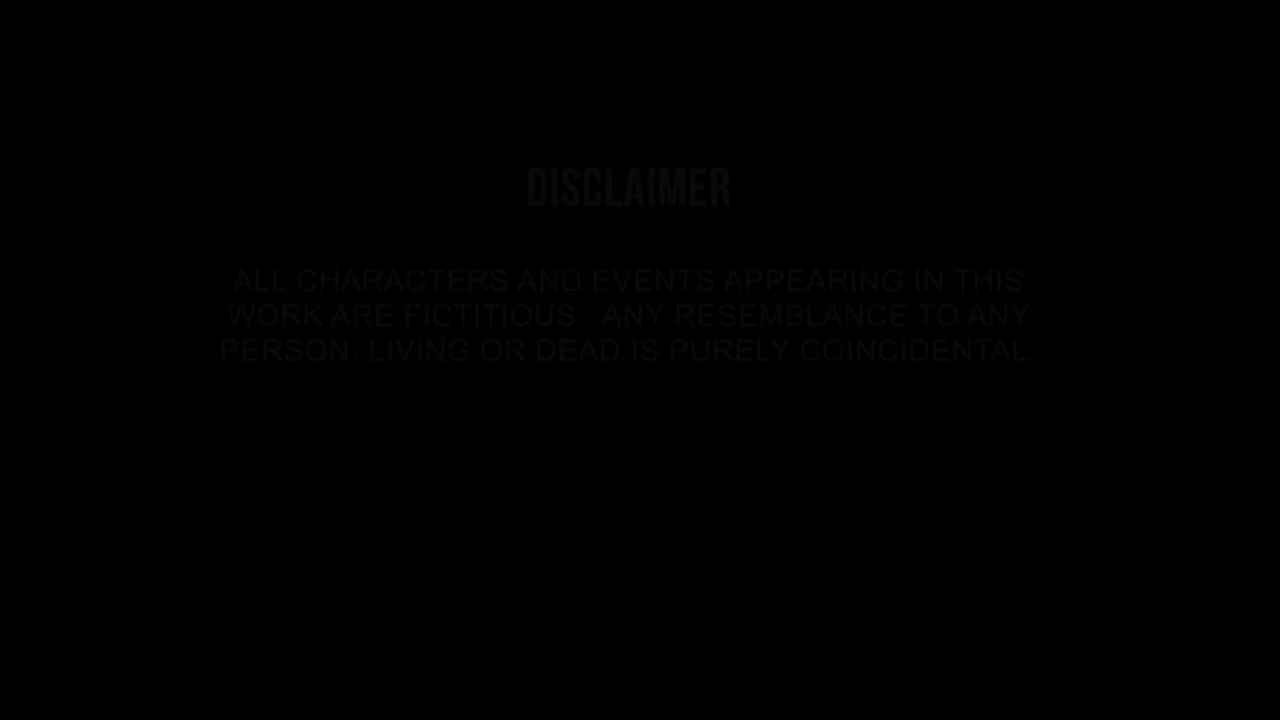 DISCLAIMER
ALL CHARACTERS AND EVENTS APPEARING IN THIS
WORK ARE FICTITIOUS. ANY RESEMBLANCE TO ANY
PERSON, LIVING OR DEAD IS PURELY COINCIDENTAL.